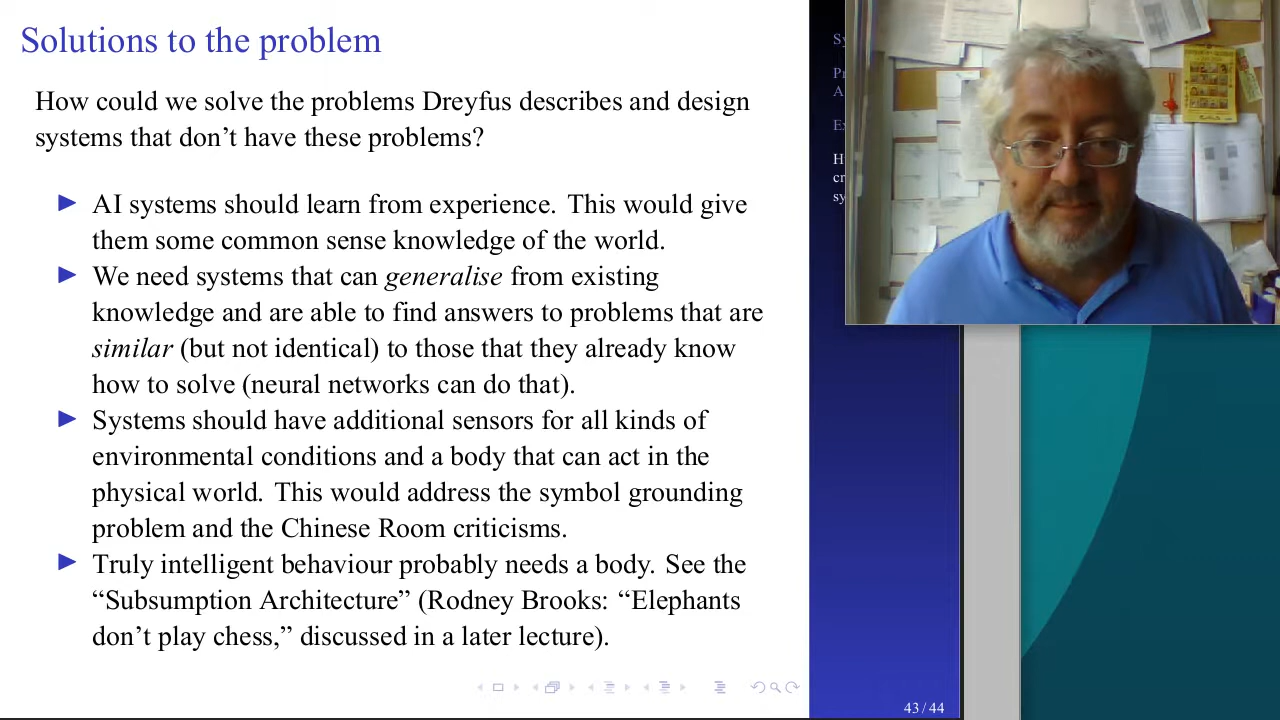 Solutions to the problem
How could we solve the problems Dreyfus describes and design
systems that don’t have these problems?
AI systems should learn from experience. This would give
them some common sense knowledge of the world.
We need systems that can generalise from existing
knowledge and are able to find answers to problems that are
similar (but not identical) to those that they already know
how to solve (neural networks can do that).
Systems should have additional sensors for all kinds of
environmental conditions and a body that can act in the
physical world. This would address the symbol grounding
problem and the Chinese Room criticisms.
Truly intelligent behaviour probably needs a body. See the
“Subsumption Architecture” (Rodney Brooks: “Elephants
don’t play chess,” discussed in a later lecture).
43 / 44